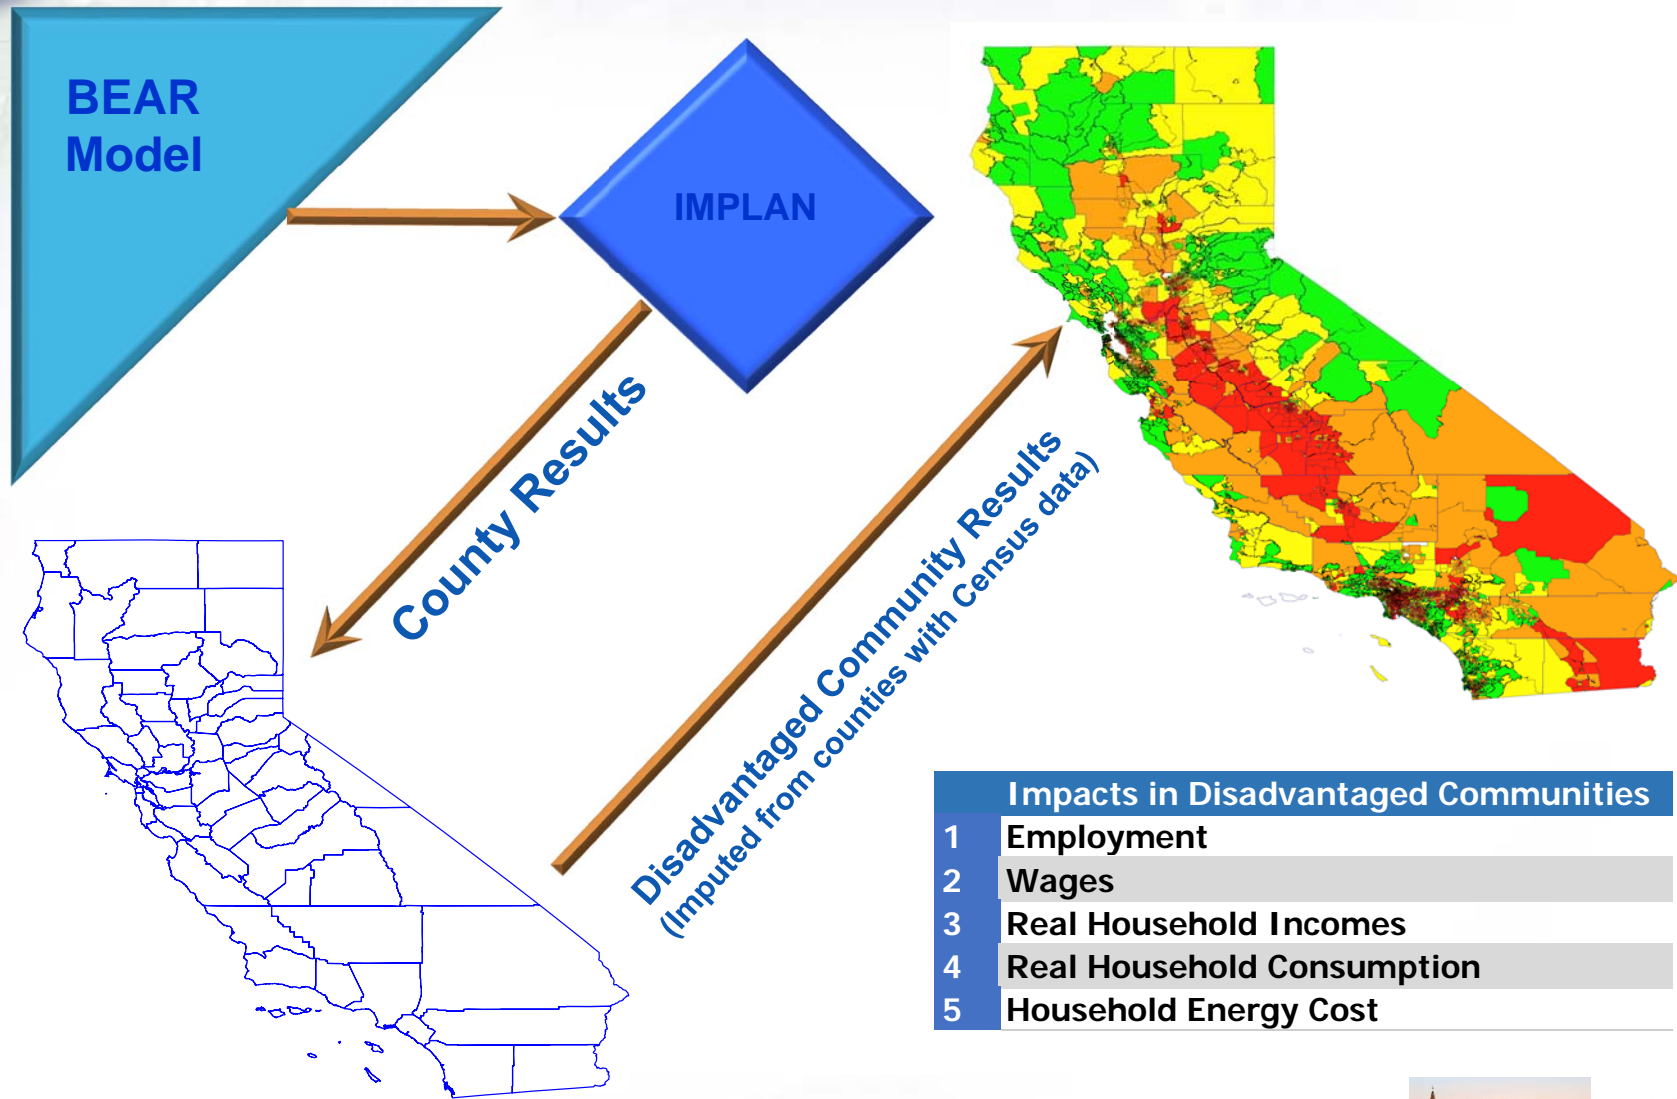 BEAR
Model
IMPLAN
County Results
Disadvantaged Community Results
(Imputed from counties with Census data)
Impacts in Disadvantaged Communities
1 Employment
2 Wages
3 Real Household Incomes
4 Real Household Consumption
5 Household Energy Cost